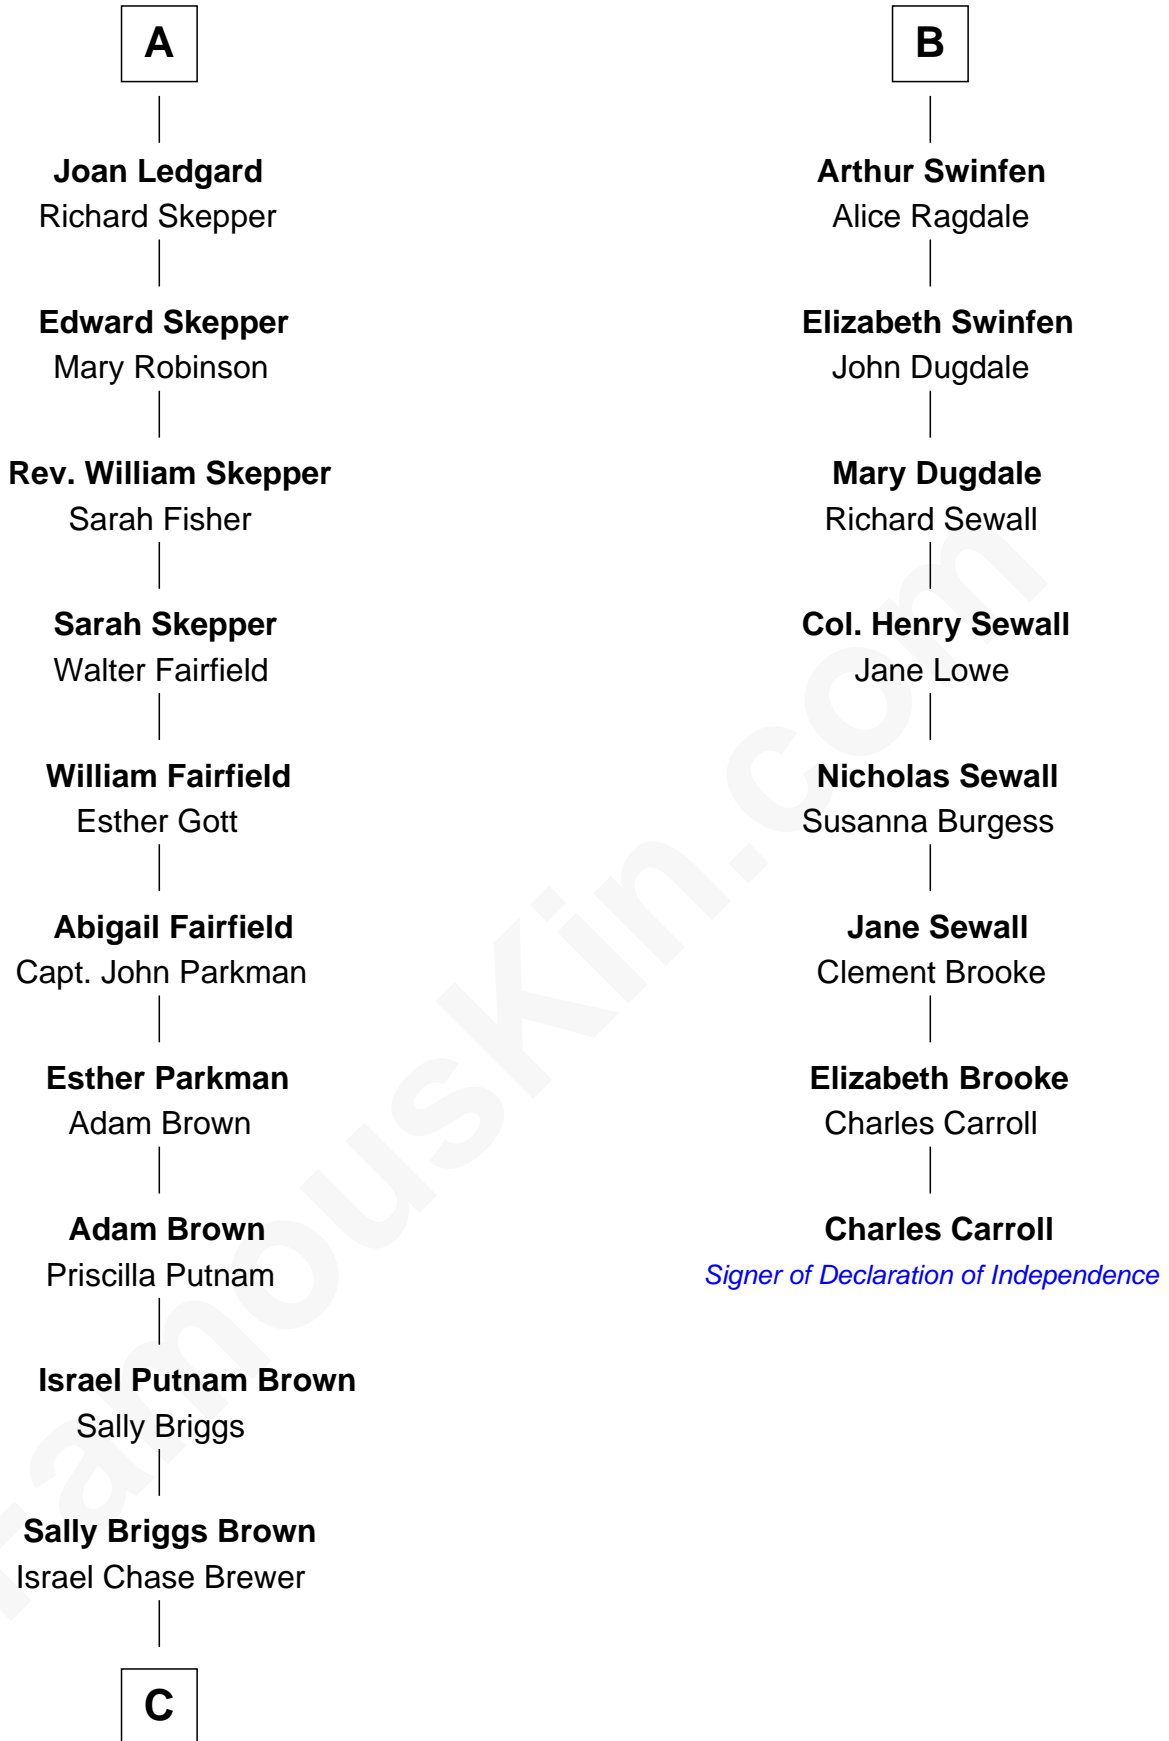 A
Joan Ledgard
Richard Skepper
Edward Skepper
Mary Robinson
Rev. William Skepper
Sarah Fisher
Sarah Skepper
Walter Fairfield
William Fairfield
Esther Gott
Abigail Fairfield
Capt. John Parkman
Esther Parkman
Adam Brown
Adam Brown
Priscilla Putnam
Israel Putnam Brown
Sally Briggs
Sally Briggs Brown
Israel Chase Brewer
C
B
Arthur Swinfen
Alice Ragdale
Elizabeth Swinfen
John Dugdale
Mary Dugdale
Richard Sewall
Col. Henry Sewall
Jane Lowe
Nicholas Sewall
Susanna Burgess
Jane Sewall
Clement Brooke
Elizabeth Brooke
Charles Carroll
Charles Carroll
Signer of Declaration of Independence
FamousKin.com